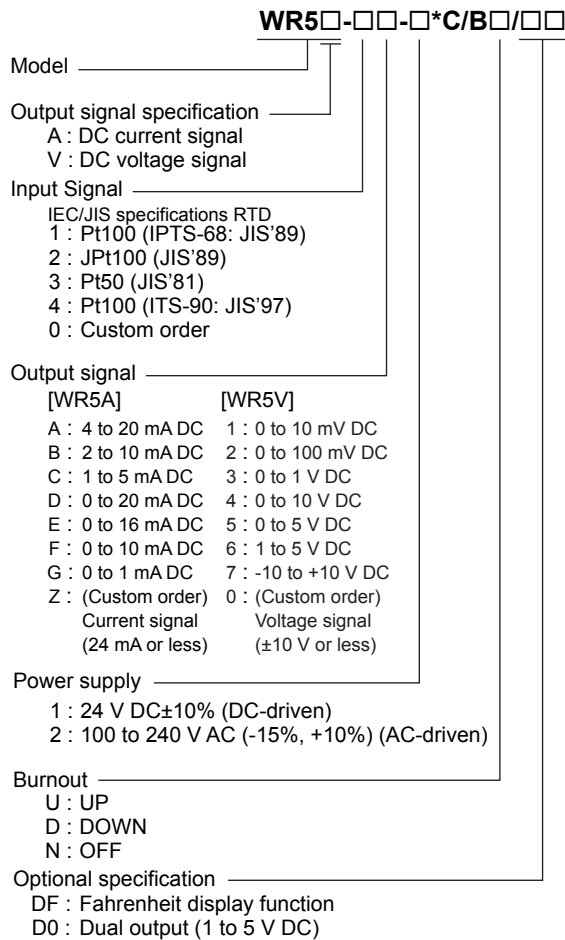 WR5□-□□-□*C/B□/□□
Model
Output signal specification
A : DC current signal
V : DC voltage signal
Input Signal
IEC/JIS specifications RTD
1 : Pt100 (IPTS-68: JIS’89)
2 : JPt100 (JIS’89)
3 : Pt50 (JIS’81)
4 : Pt100 (ITS-90: JIS’97)
0 : Custom order
Output signal
[WR5A] [WR5V]
A : 4 to 20 mA DC 1 : 0 to 10 mV DC
B : 2 to 10 mA DC 2 : 0 to 100 mV DC
C : 1 to 5 mA DC 3 : 0 to 1 V DC
D : 0 to 20 mA DC 4 : 0 to 10 V DC
E : 0 to 16 mA DC 5 : 0 to 5 V DC
F : 0 to 10 mA DC 6 : 1 to 5 V DC
G : 0 to 1 mA DC 7 : -10 to +10 V DC
Z : (Custom order) 0 : (Custom order)
Current signal Voltage signal
(24 mA or less) (±10 V or less)
Power supply
1 : 24 V DC±10% (DC-driven)
2 : 100 to 240 V AC (-15%, +10%) (AC-driven)
Burnout
U : UP
D : DOWN
N : OFF
Optional specification
DF : Fahrenheit display function
D0 : Dual output (1 to 5 V DC)